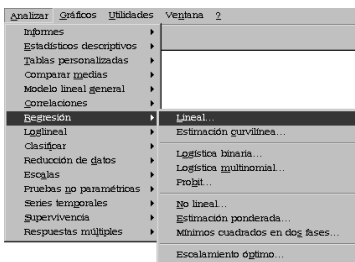 Analizar Gráficos Utilidades Ventana ?
Informes
Estadísticos descriptivos
Tablas personalizadas
Comparar medias
Modelo lineal general
Correlaciones
Regresión
Loglineal
Clasificar
Reducción de datos
Escalas
Pruebas no paramétricas
Series temporales
Supervivencia
Respuestas múltiples
Lineal...
Estimación curvilínea...
Logística binaria...
Logística multinomial...
Probit...
No lineal...
Estimación ponderada...
Mínimos cuadrados en dos fases...
Escalamiento óptimo...